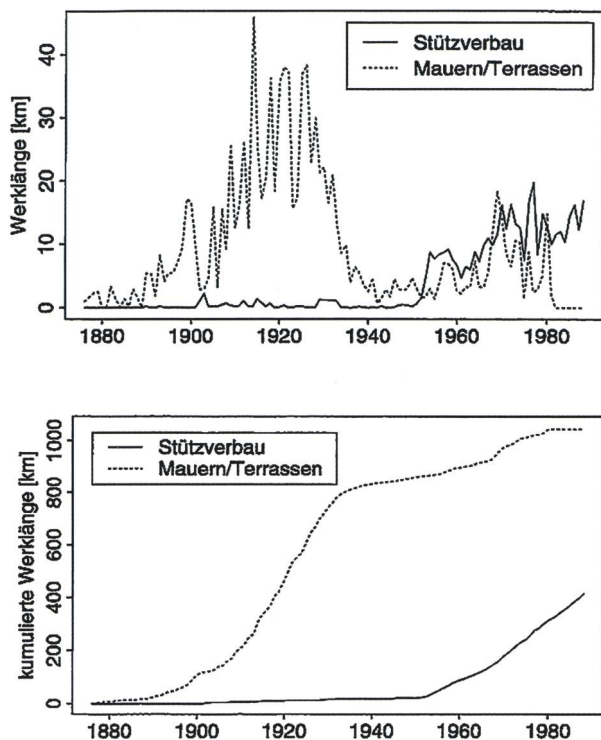 Werklänge [km]
40
30
20
10
0
Stützverbau
Mauern/Terrassen
1880 1900 1920 1940 1960 1980
kumulierte Werklänge [km]
1000
800
600
400
200
0
Stützverbau
Mauern/Terrassen
1880 1900 1920 1940 1960 1980